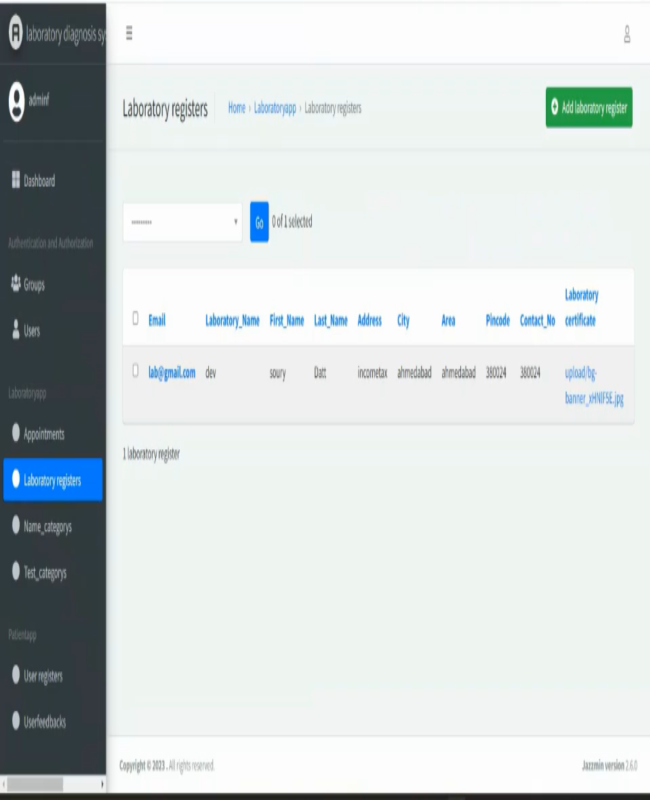 laboratory diagnosis sy
adminf
Dashboard
Authentication and Authorization
Groups
Users
Laboratoryapp
Appointments
Laboratory registers
Name_categorys
Test_categorys
Patientapp
User registers
Userfeedbacks
Laboratory registers
Home › Laboratoryapp › Laboratory registers
Add laboratory register
---------
Go 0 of 1 selected
Email Laboratory_Name First_Name Last_Name Address City Area Pincode Contact_No Laboratory certificate
lab@gmail.com dev soury Datt incometax ahmedabad ahmedabad 380024 380024 upload/bg-
banner_xHNIFSE.jpg
1 laboratory register
Copyright © 2023 . All rights reserved.
Jazzmin version 2.6.0